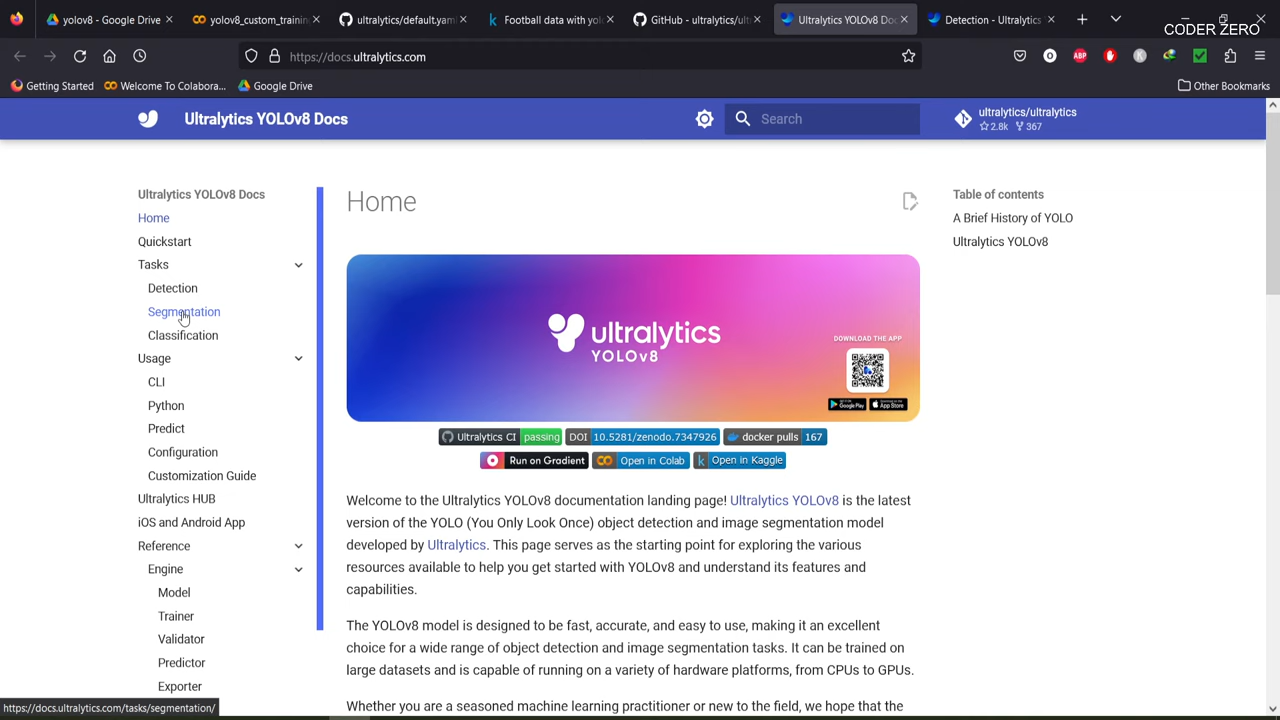 yolov8 - Google Drive
yolov8_custom_training
ultralytics/default.yaml
Football data with yolov
GitHub - ultralytics/ult
Ultralytics YOLOv8 Doc
Detection - Ultralytics
CODER ZERO
https://docs.ultralytics.com
Getting Started
Welcome To Colabora...
Google Drive
Other Bookmarks
Ultralytics YOLOv8 Docs
Search
ultralytics/ultralytics
2.8k 367
Ultralytics YOLOv8 Docs
Home
Quickstart
Tasks
Detection
Segmentation
Classification
Usage
CLI
Python
Predict
Configuration
Customization Guide
Ultralytics HUB
iOS and Android App
Reference
Engine
Model
Trainer
Validator
Predictor
Exporter
https://docs.ultralytics.com/tasks/segmentation/
Home
ultralytics
YOLOv8
DOWNLOAD THE APP
Google Play
App Store
Ultralytics CI passing
DOI 10.5281/zenodo.7347926
docker pulls 167
Run on Gradient
Open in Colab
Open in Kaggle
Welcome to the Ultralytics YOLOv8 documentation landing page! Ultralytics YOLOv8 is the latest
version of the YOLO (You Only Look Once) object detection and image segmentation model
developed by Ultralytics. This page serves as the starting point for exploring the various
resources available to help you get started with YOLOv8 and understand its features and
capabilities.
The YOLOv8 model is designed to be fast, accurate, and easy to use, making it an excellent
choice for a wide range of object detection and image segmentation tasks. It can be trained on
large datasets and is capable of running on a variety of hardware platforms, from CPUs to GPUs.
Whether you are a seasoned machine learning practitioner or new to the field, we hope that the
Table of contents
A Brief History of YOLO
Ultralytics YOLOv8